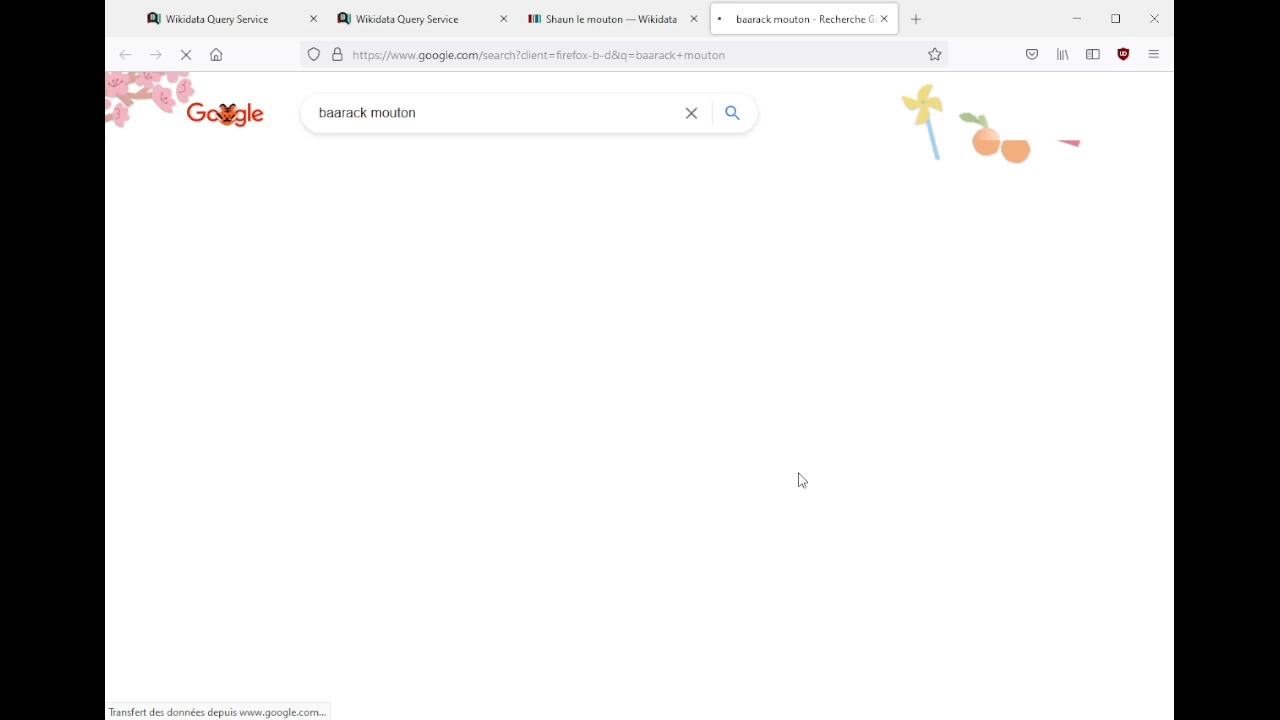 Wikidata Query Service
Wikidata Query Service
Shaun le mouton — Wikidata
baarack mouton - Recherche G
https://www.google.com/search?client=firefox-b-d&q=baarack+mouton
Google
baarack mouton
Transfert des données depuis www.google.com...